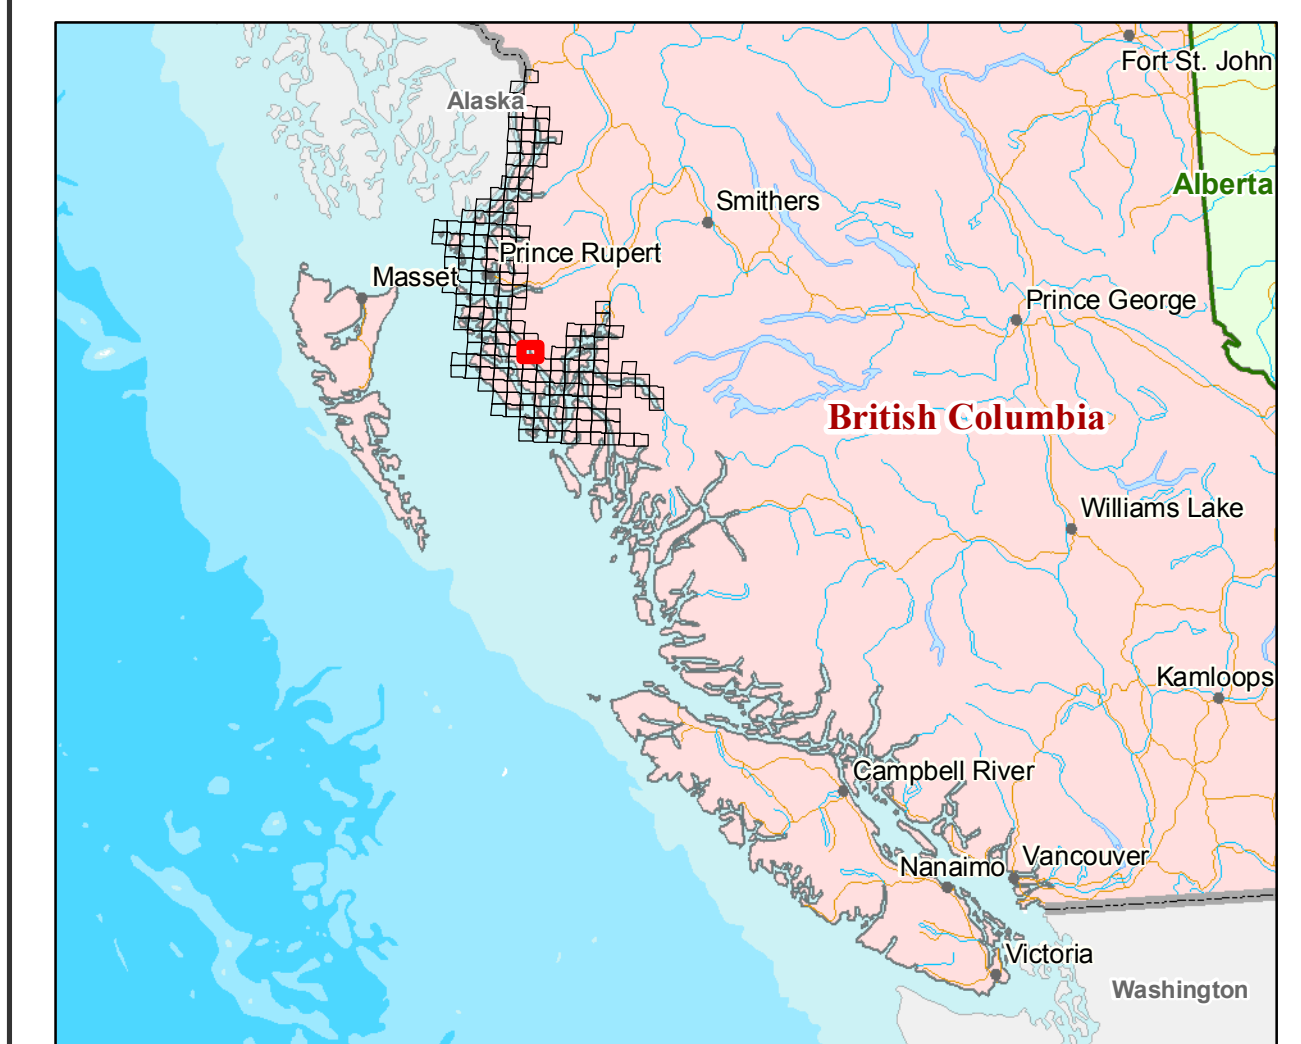 Fort St. John
Alaska
Alberta
Smithers
Prince Rupert
Masset
Prince George
British Columbia
Williams Lake
Kamloops
Campbell River
Vancouver
Nanaimo
Victoria
Washington